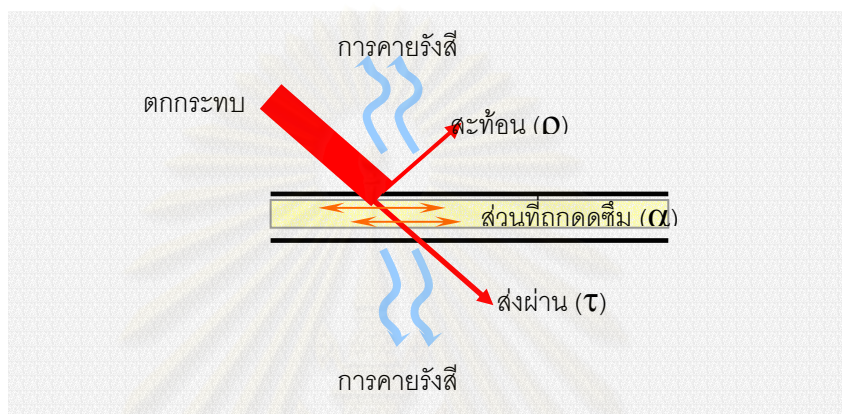 การคายรังสี
ตกกระทบ
สะท้อน (ρ)
ส่วนที่ถูกดูดซึม (α)
ส่งผ่าน (τ)
การคายรังสี